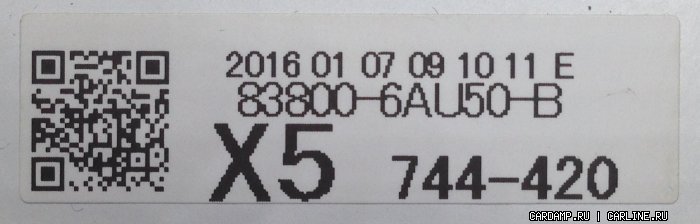 2016 01 07 09 10 11 E
83800-6AU50-B
X5 744-420
CARDAMP.RU | CARLINE.RU